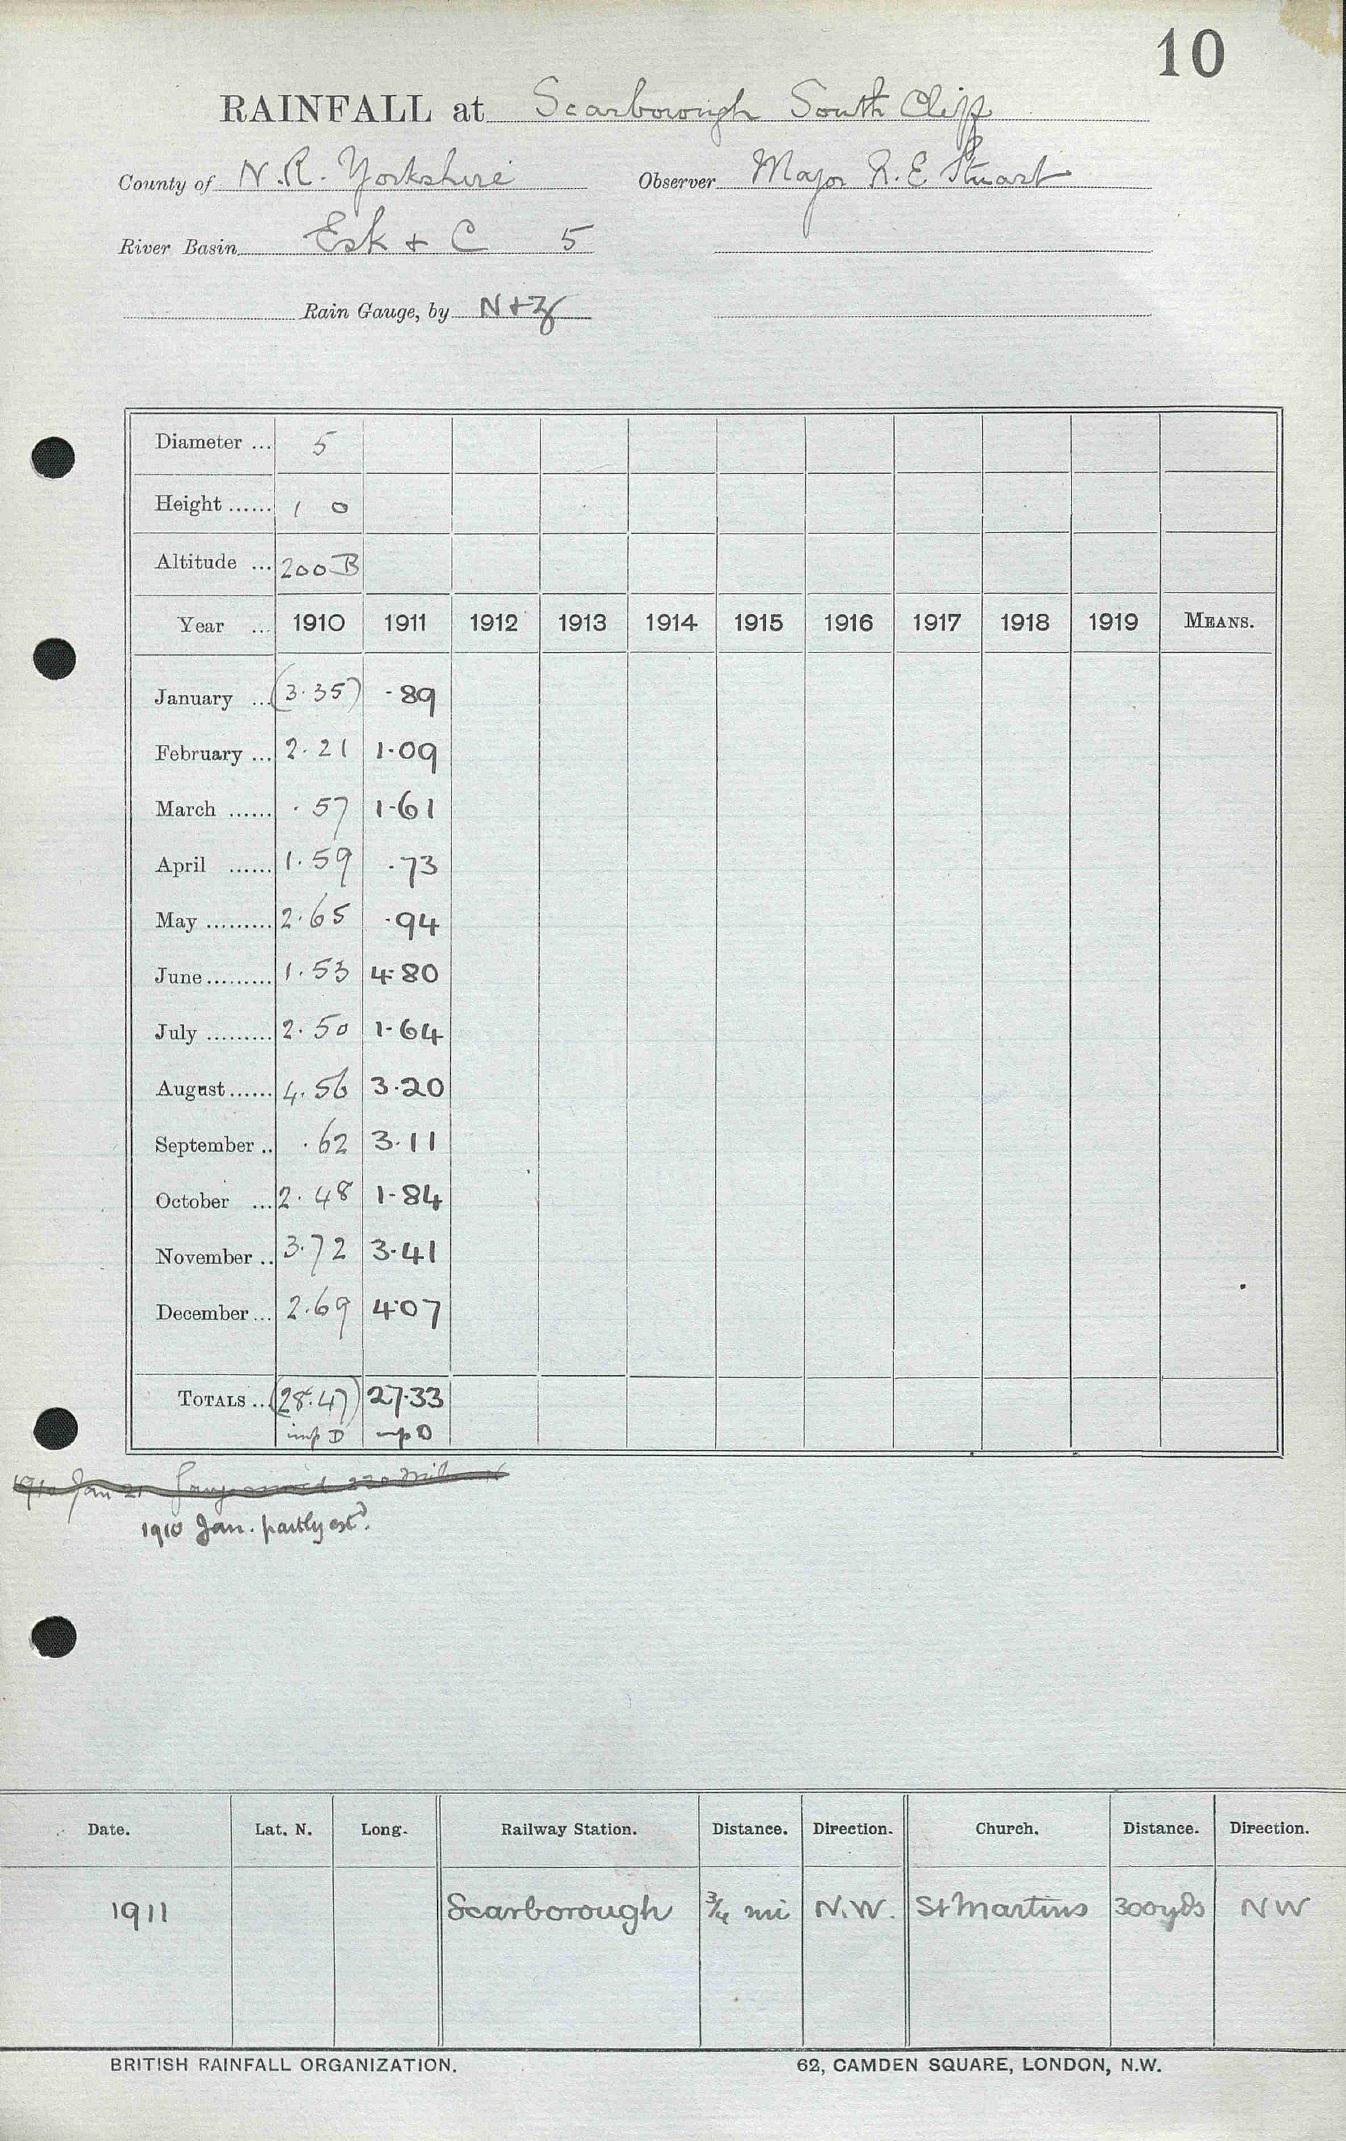 10
RAINFALL at Scarborough South Cliff
County of N.R. Yorkshire Observer Major R.E Stuart
River Basin Esk + C 5
Rain Gauge, by N+Z
Diameter ... 5
Height ...... 1 0
Altitude ... 200 B
Year ... 1910 1911 1912 1913 1914 1915 1916 1917 1918 1919 MEANS.
January ... (3.35) .89
February ... 2.21 1.09
March ...... .57 1.61
April ...... 1.59 .73
May ......... 2.65 .94
June ......... 1.53 4.80
July ......... 2.50 1.64
August ...... 4.56 3.20
September .. .62 3.11
October ... 2.48 1.84
November .. 3.72 3.41
December ... 2.69 4.07
TOTALS ... (28.47) 27.33
imp D imp D
1910 Jan 21
1910 Jan. partly estd.
Date. Lat. N. Long. Railway Station. Distance. Direction. Church. Distance. Direction.
1911 Scarborough ¾ mi N.W. St Martins 300yds NW
BRITISH RAINFALL ORGANIZATION. 62, CAMDEN SQUARE, LONDON, N.W.